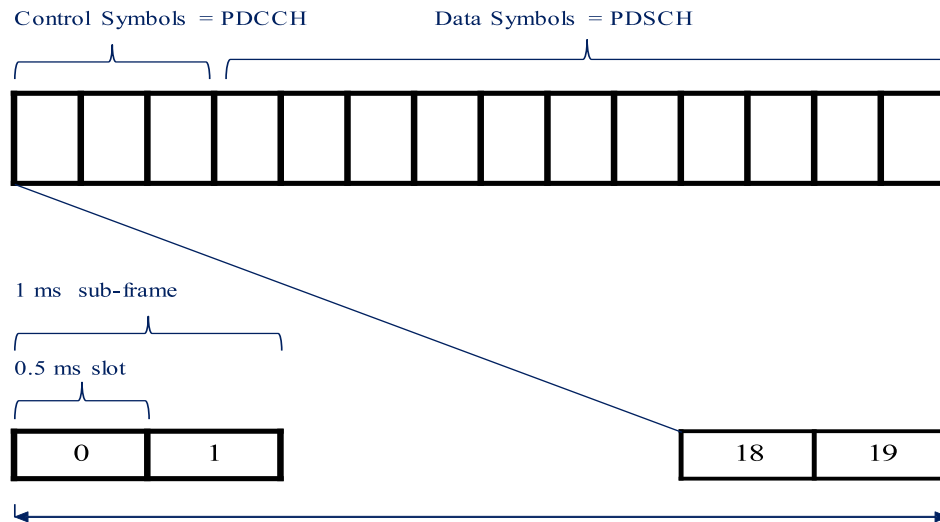 Control Symbols = PDCCH
Data Symbols = PDSCH
1 ms sub-frame
0.5 ms slot
0 1 18 19